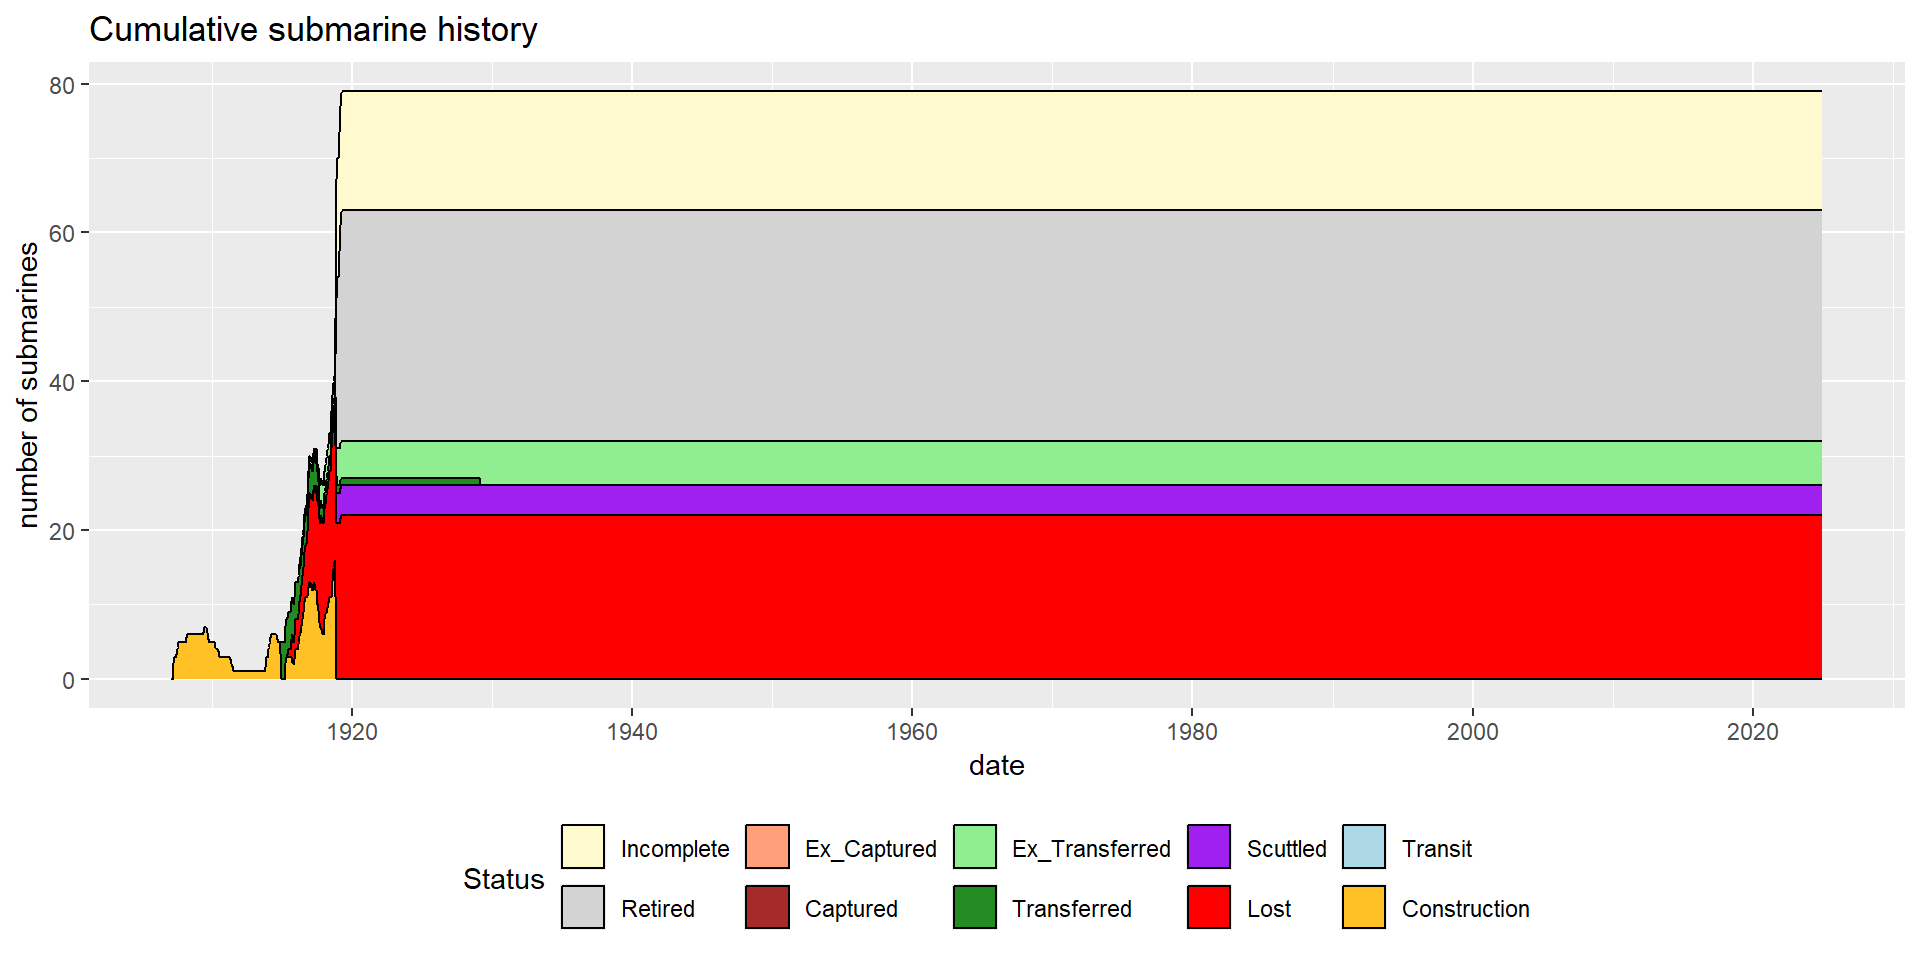 Cumulative submarine history
number of submarines
80
60
40
20
0
1920 1940 1960 1980 2000 2020
date
Status
Incomplete Ex_Captured Ex_Transferred Scuttled Transit
Retired Captured Transferred Lost Construction